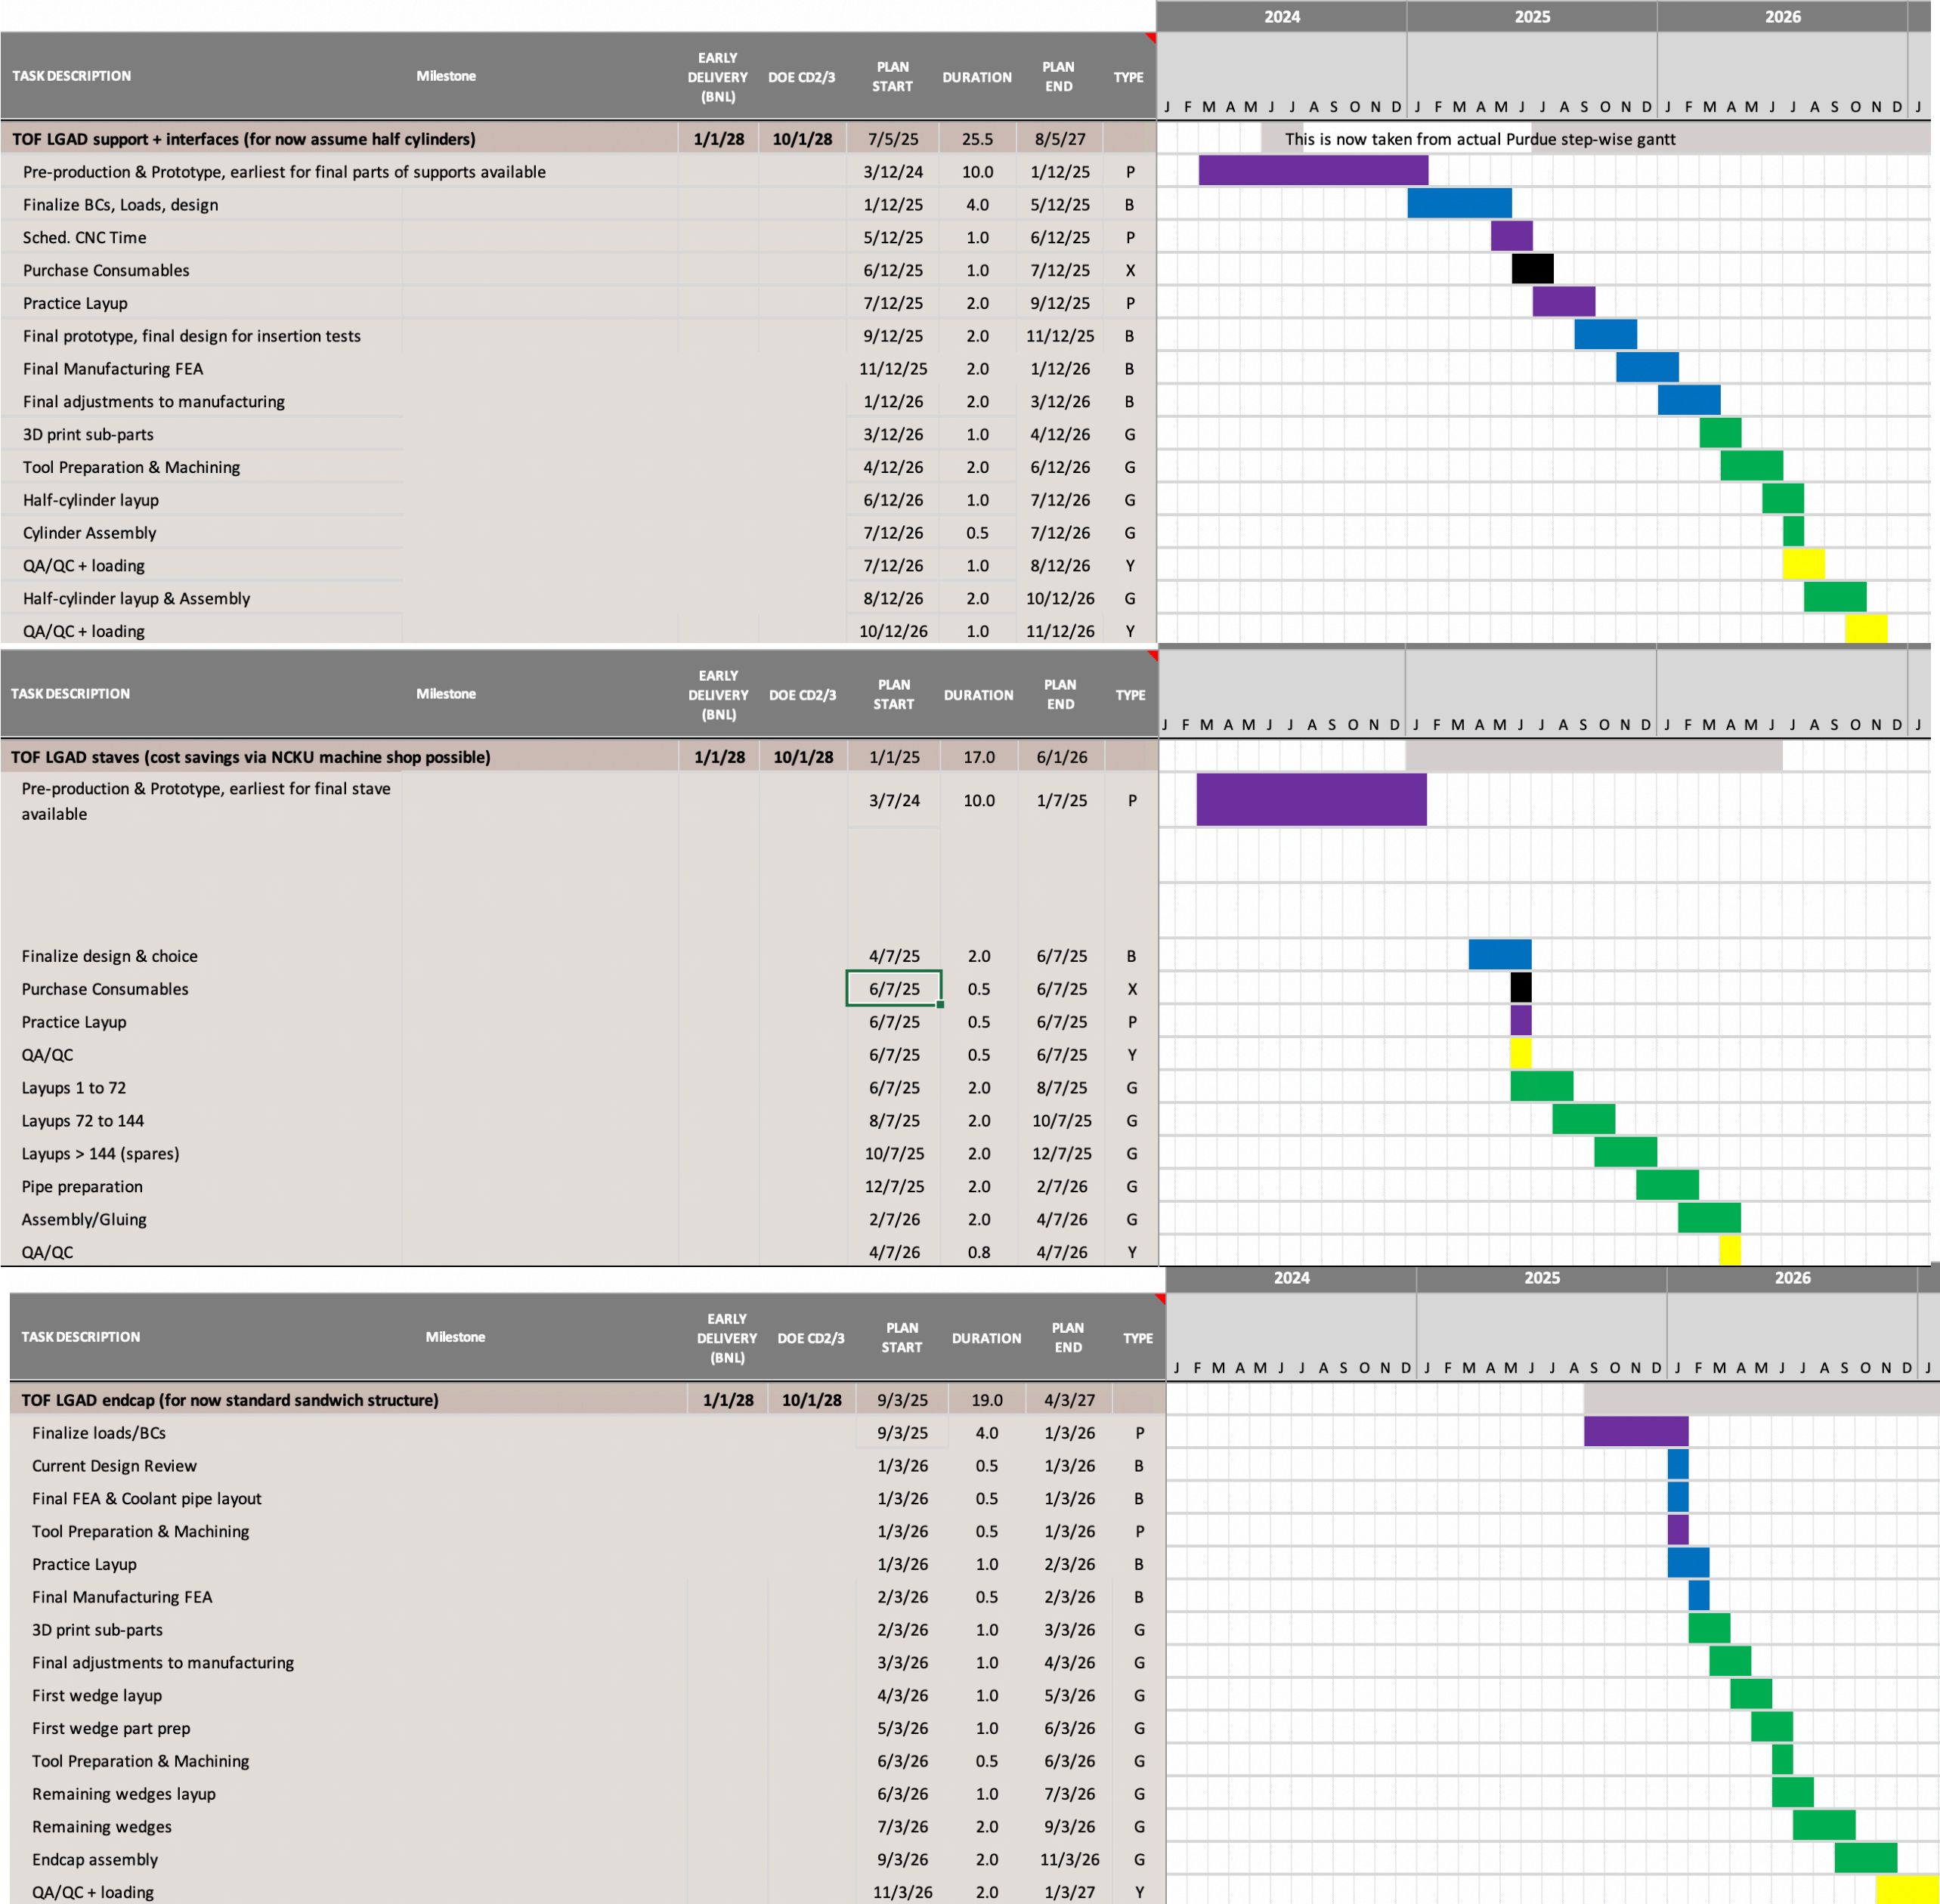 2024 2025 2026
TASK DESCRIPTION Milestone EARLY DELIVERY (BNL) DOE CD2/3 PLAN START DURATION PLAN END TYPE
J F M A M J J A S O N D J F M A M J J A S O N D J F M A M J J A S O N D J
TOF LGAD support + interfaces (for now assume half cylinders) 1/1/28 10/1/28 7/5/25 25.5 8/5/27 This is now taken from actual Purdue step-wise gantt
Pre-production & Prototype, earliest for final parts of supports available 3/12/24 10.0 1/12/25 P
Finalize BCs, Loads, design 1/12/25 4.0 5/12/25 B
Sched. CNC Time 5/12/25 1.0 6/12/25 P
Purchase Consumables 6/12/25 1.0 7/12/25 X
Practice Layup 7/12/25 2.0 9/12/25 P
Final prototype, final design for insertion tests 9/12/25 2.0 11/12/25 B
Final Manufacturing FEA 11/12/25 2.0 1/12/26 B
Final adjustments to manufacturing 1/12/26 2.0 3/12/26 B
3D print sub-parts 3/12/26 1.0 4/12/26 G
Tool Preparation & Machining 4/12/26 2.0 6/12/26 G
Half-cylinder layup 6/12/26 1.0 7/12/26 G
Cylinder Assembly 7/12/26 0.5 7/12/26 G
QA/QC + loading 7/12/26 1.0 8/12/26 Y
Half-cylinder layup & Assembly 8/12/26 2.0 10/12/26 G
QA/QC + loading 10/12/26 1.0 11/12/26 Y
TASK DESCRIPTION Milestone EARLY DELIVERY (BNL) DOE CD2/3 PLAN START DURATION PLAN END TYPE
J F M A M J J A S O N D J F M A M J J A S O N D J F M A M J J A S O N D J
TOF LGAD staves (cost savings via NCKU machine shop possible) 1/1/28 10/1/28 1/1/25 17.0 6/1/26
Pre-production & Prototype, earliest for final stave
available 3/7/24 10.0 1/7/25 P
Finalize design & choice 4/7/25 2.0 6/7/25 B
Purchase Consumables 6/7/25 0.5 6/7/25 X
Practice Layup 6/7/25 0.5 6/7/25 P
QA/QC 6/7/25 0.5 6/7/25 Y
Layups 1 to 72 6/7/25 2.0 8/7/25 G
Layups 72 to 144 8/7/25 2.0 10/7/25 G
Layups > 144 (spares) 10/7/25 2.0 12/7/25 G
Pipe preparation 12/7/25 2.0 2/7/26 G
Assembly/Gluing 2/7/26 2.0 4/7/26 G
QA/QC 4/7/26 0.8 4/7/26 Y
2024 2025 2026
TASK DESCRIPTION Milestone EARLY DELIVERY (BNL) DOE CD2/3 PLAN START DURATION PLAN END TYPE
J F M A M J J A S O N D J F M A M J J A S O N D J F M A M J J A S O N D J
TOF LGAD endcap (for now standard sandwich structure) 1/1/28 10/1/28 9/3/25 19.0 4/3/27
Finalize loads/BCs 9/3/25 4.0 1/3/26 P
Current Design Review 1/3/26 0.5 1/3/26 B
Final FEA & Coolant pipe layout 1/3/26 0.5 1/3/26 B
Tool Preparation & Machining 1/3/26 0.5 1/3/26 P
Practice Layup 1/3/26 1.0 2/3/26 B
Final Manufacturing FEA 2/3/26 0.5 2/3/26 B
3D print sub-parts 2/3/26 1.0 3/3/26 G
Final adjustments to manufacturing 3/3/26 1.0 4/3/26 G
First wedge layup 4/3/26 1.0 5/3/26 G
First wedge part prep 5/3/26 1.0 6/3/26 G
Tool Preparation & Machining 6/3/26 0.5 6/3/26 G
Remaining wedges layup 6/3/26 1.0 7/3/26 G
Remaining wedges 7/3/26 2.0 9/3/26 G
Endcap assembly 9/3/26 2.0 11/3/26 G
QA/QC + loading 11/3/26 2.0 1/3/27 Y